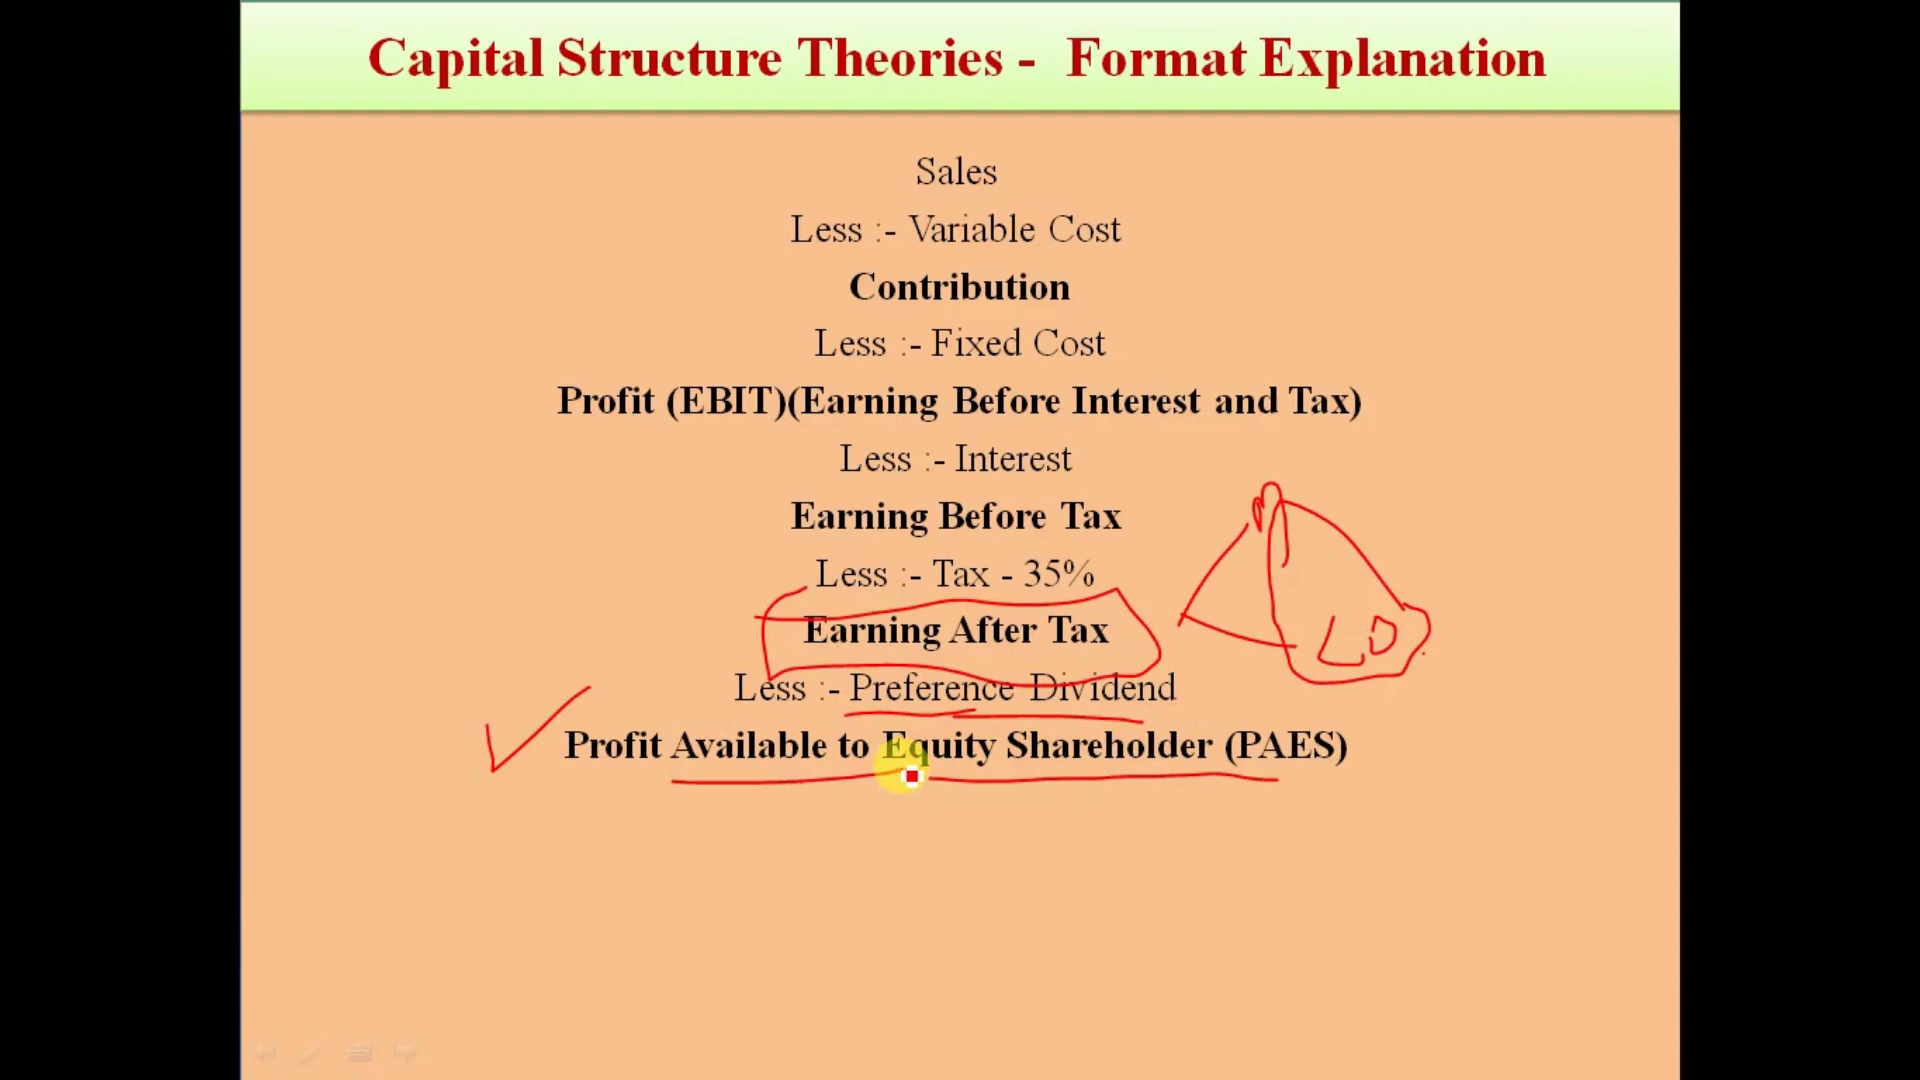 Capital Structure Theories - Format Explanation
Sales
Less :- Variable Cost
Contribution
Less :- Fixed Cost
Profit (EBIT)(Earning Before Interest and Tax)
Less :- Interest
Earning Before Tax
Less :- Tax - 35%
Earning After Tax
Less :- Preference Dividend
Profit Available to Equity Shareholder (PAES)